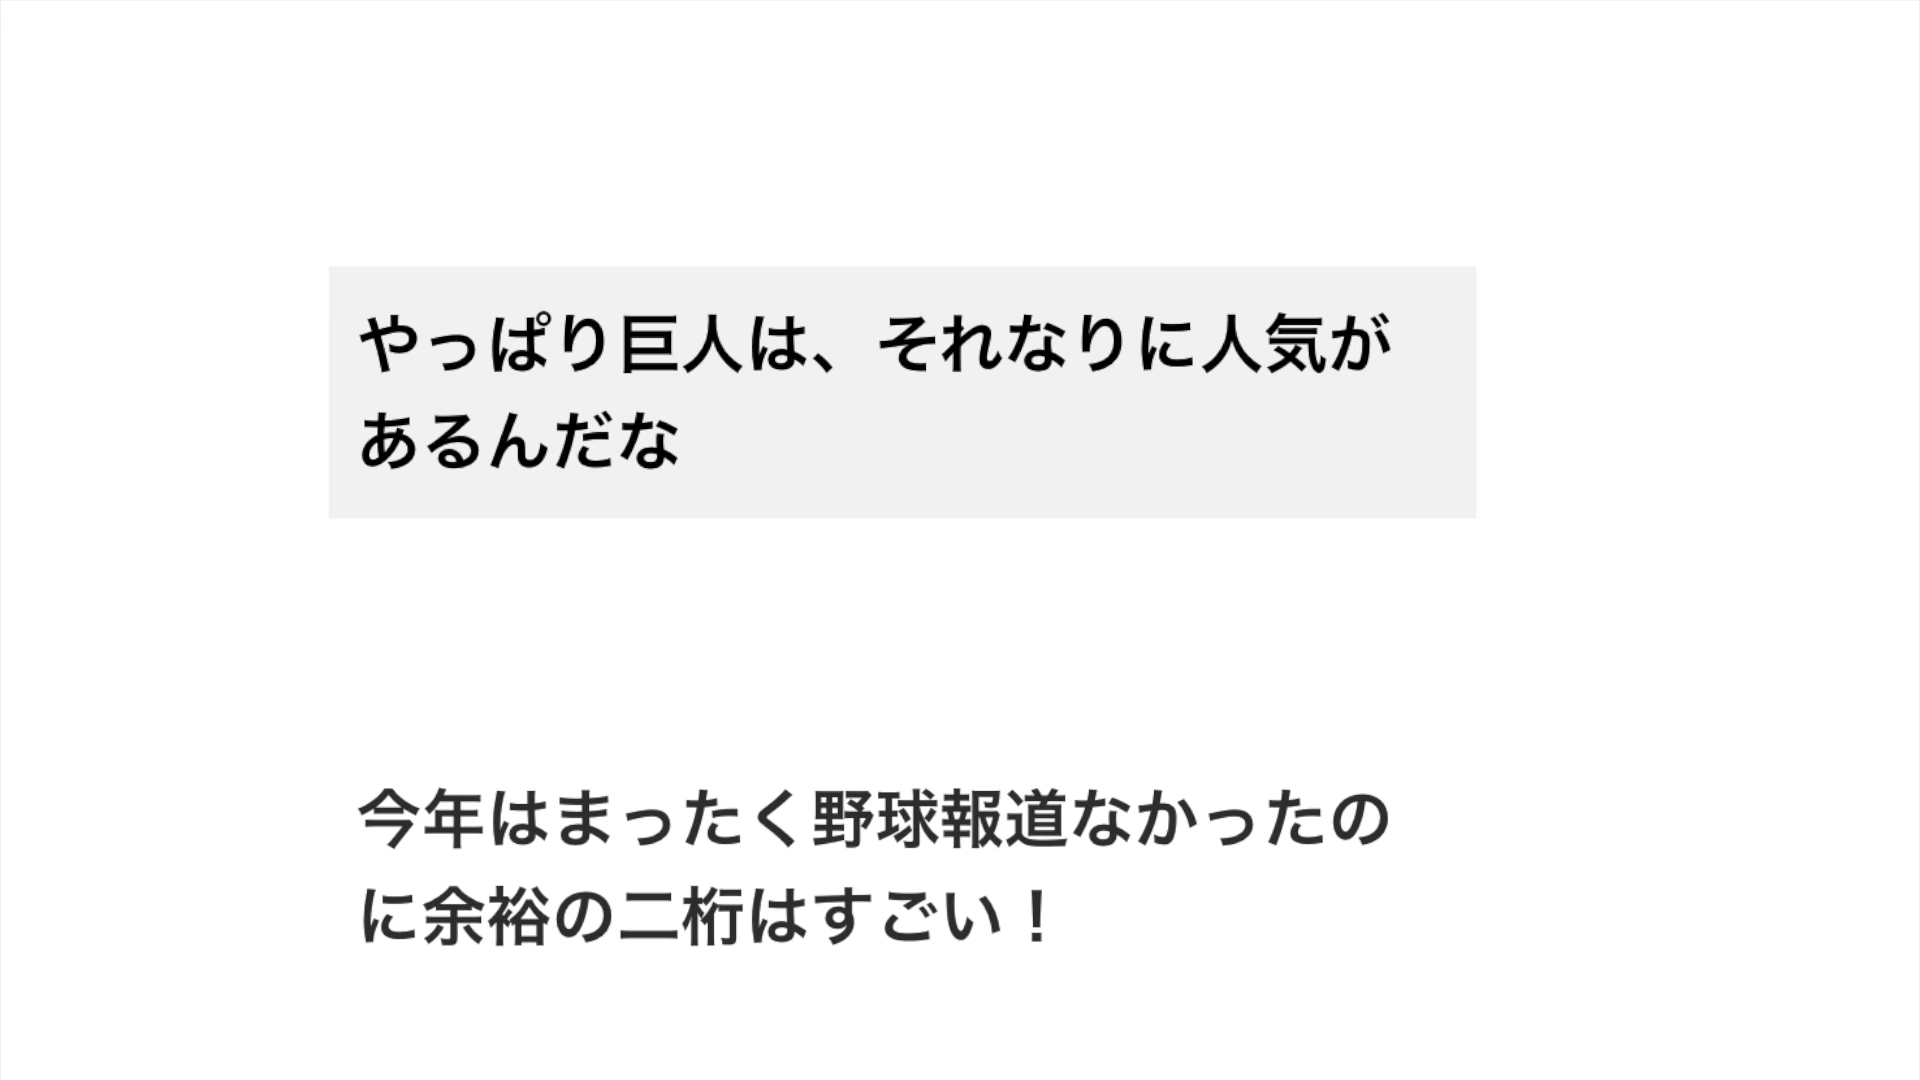 やっぱり巨人は、それなりに人気が
あるんだな
今年はまったく野球報道なかったの
に余裕の二桁はすごい！